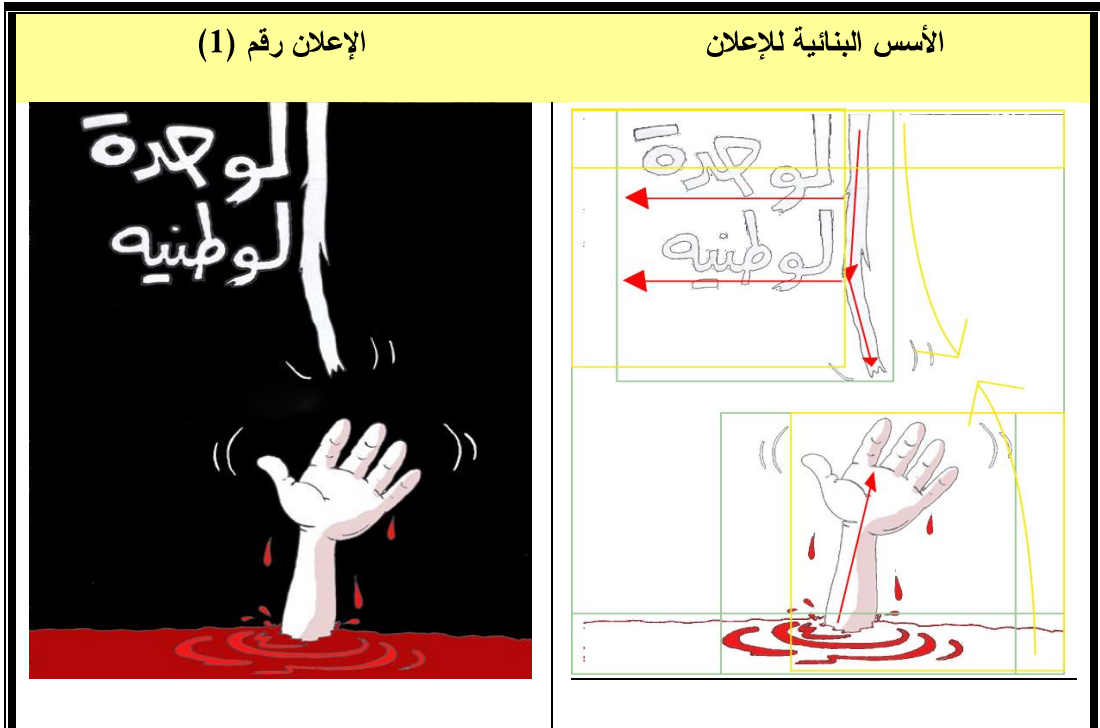 الأسس البنائية للإعلان
الإعلان رقم (1)
الوحدة
الوطنيه
الوحدة
الوطنيه